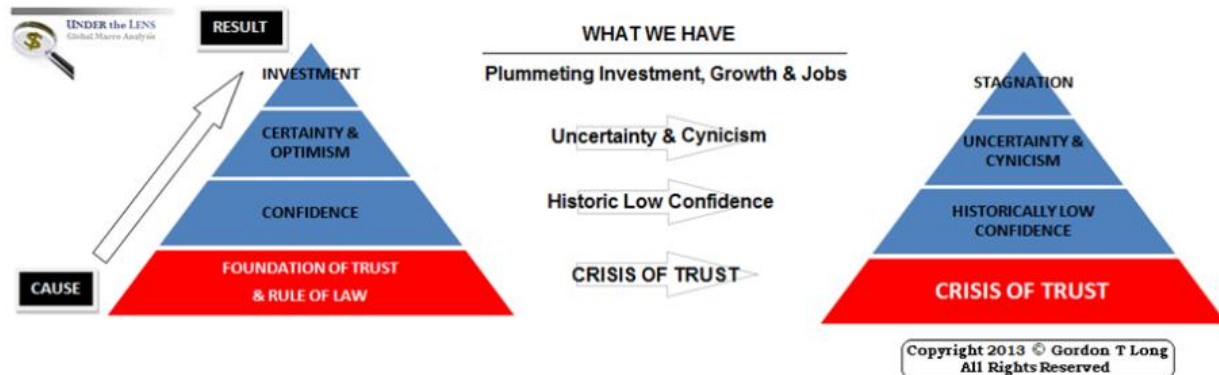 UNDER the LENS
Global Macro Analysis
RESULT
INVESTMENT
CERTAINTY &
OPTIMISM
CONFIDENCE
FOUNDATION OF TRUST
& RULE OF LAW
CAUSE
WHAT WE HAVE
Plummeting Investment, Growth & Jobs
Uncertainty & Cynicism
Historic Low Confidence
CRISIS OF TRUST
STAGNATION
UNCERTAINTY &
CYNICISM
HISTORICALLY LOW
CONFIDENCE
CRISIS OF TRUST
Copyright 2013 © Gordon T Long
All Rights Reserved